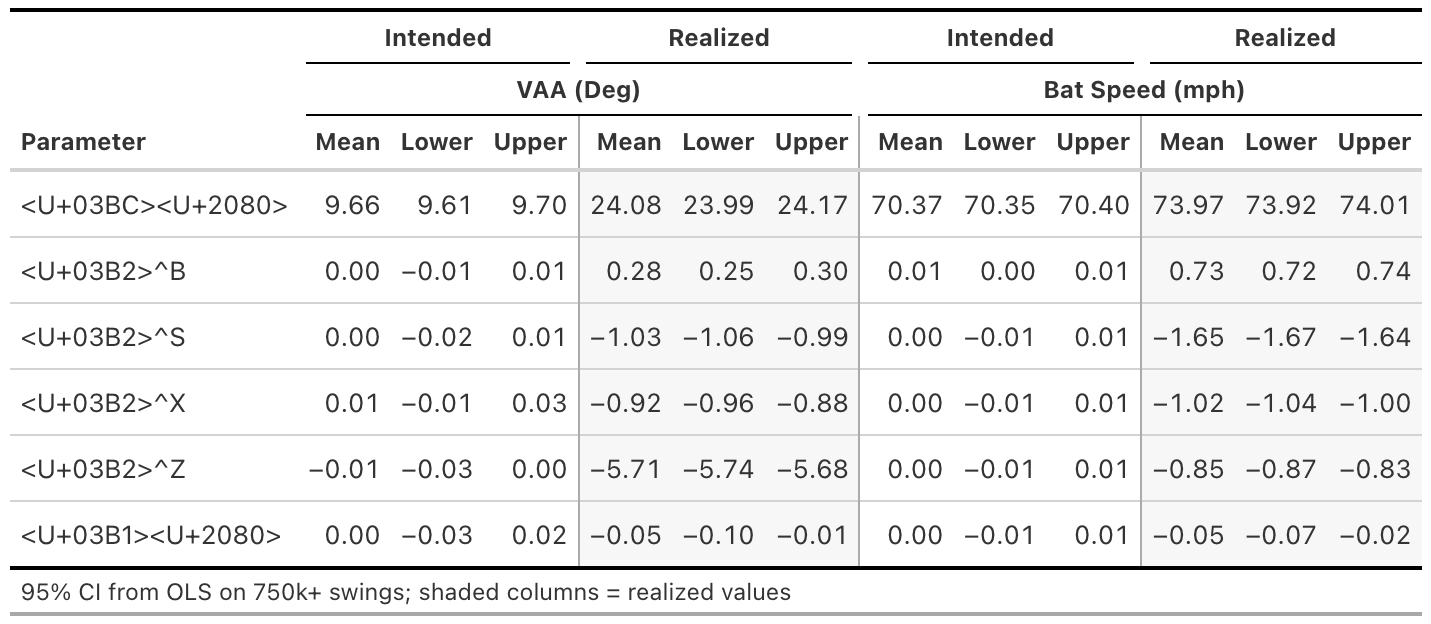 Intended Realized Intended Realized
VAA (Deg) Bat Speed (mph)
Parameter Mean Lower Upper Mean Lower Upper Mean Lower Upper Mean Lower Upper
<U+03BC><U+2080> 9.66 9.61 9.70 24.08 23.99 24.17 70.37 70.35 70.40 73.97 73.92 74.01
<U+03B2>^B 0.00 −0.01 0.01 0.28 0.25 0.30 0.01 0.00 0.01 0.73 0.72 0.74
<U+03B2>^S 0.00 −0.02 0.01 −1.03 −1.06 −0.99 0.00 −0.01 0.01 −1.65 −1.67 −1.64
<U+03B2>^X 0.01 −0.01 0.03 −0.92 −0.96 −0.88 0.00 −0.01 0.01 −1.02 −1.04 −1.00
<U+03B2>^Z −0.01 −0.03 0.00 −5.71 −5.74 −5.68 0.00 −0.01 0.01 −0.85 −0.87 −0.83
<U+03B1><U+2080> 0.00 −0.03 0.02 −0.05 −0.10 −0.01 0.00 −0.01 0.01 −0.05 −0.07 −0.02
95% CI from OLS on 750k+ swings; shaded columns = realized values